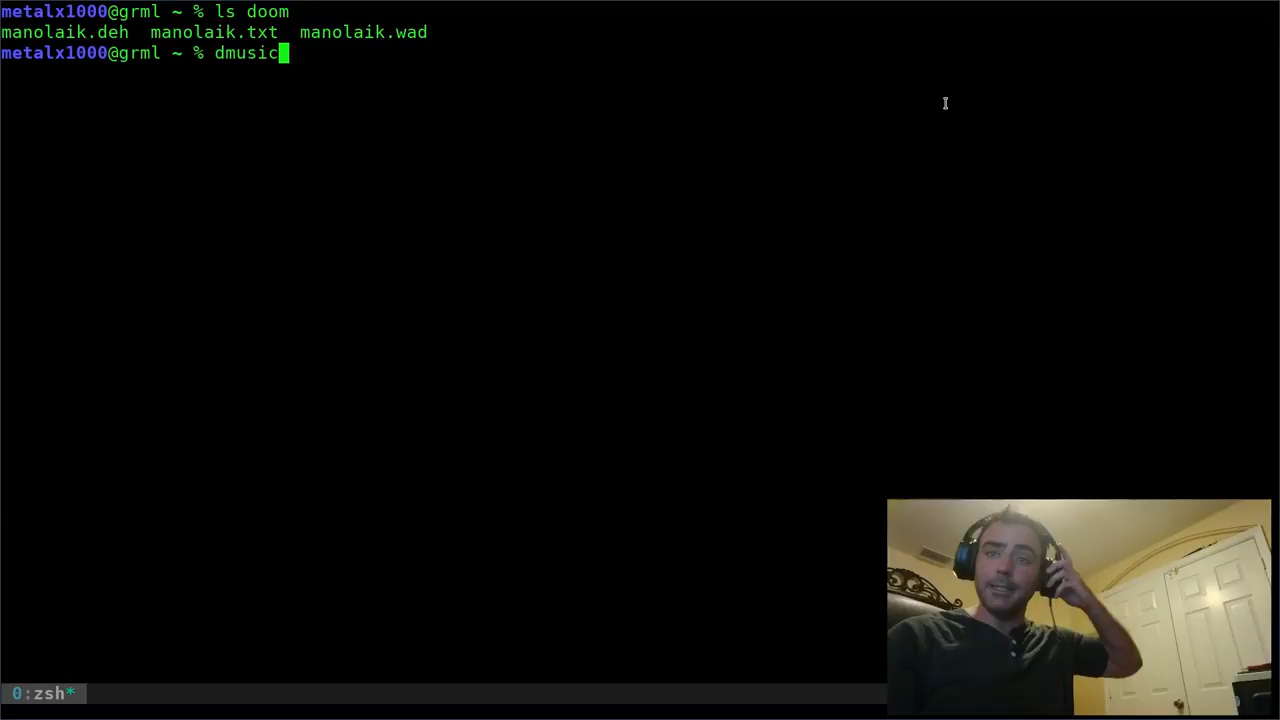 metalx1000@grml ~ % ls doom
manolaik.deh  manolaik.txt  manolaik.wad
metalx1000@grml ~ % dmusic
0:zsh*